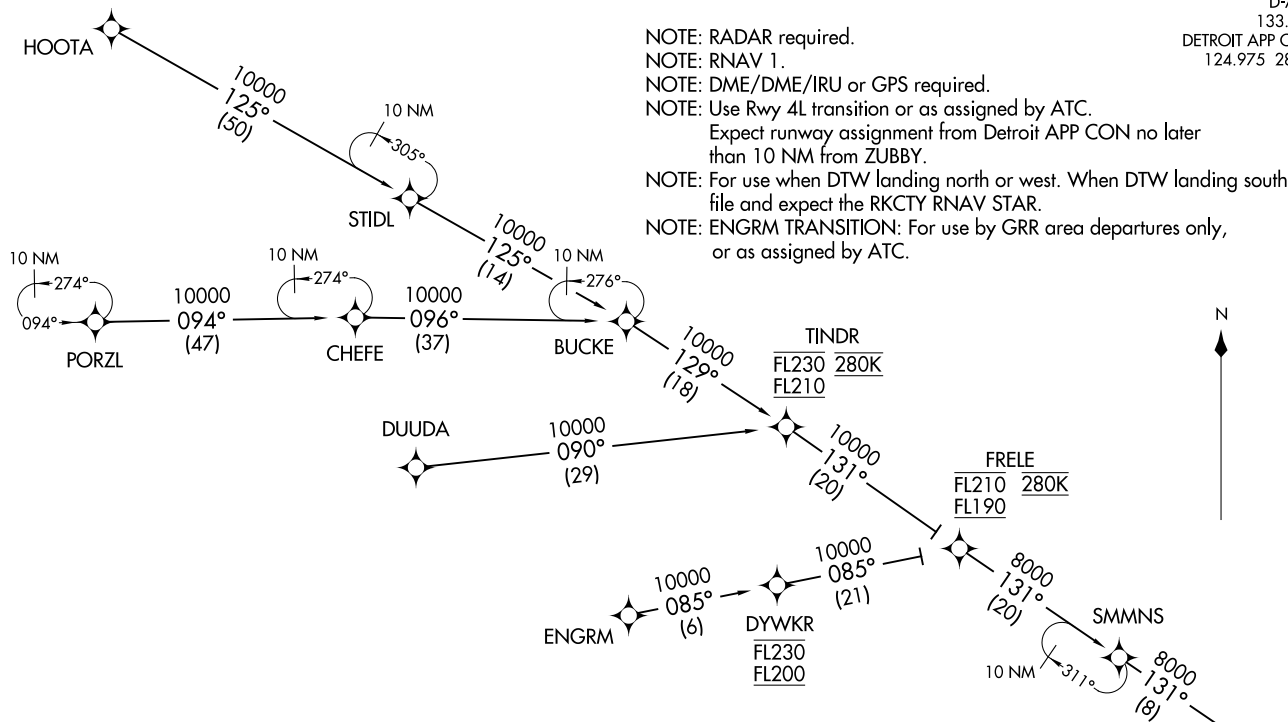 D-A
133.
DETROIT APP C
124.975 28
NOTE: RADAR required.
NOTE: RNAV 1.
NOTE: DME/DME/IRU or GPS required.
NOTE: Use Rwy 4L transition or as assigned by ATC.
Expect runway assignment from Detroit APP CON no later
than 10 NM from ZUBBY.
NOTE: For use when DTW landing north or west. When DTW landing south
file and expect the RKCTY RNAV STAR.
NOTE: ENGRM TRANSITION: For use by GRR area departures only,
or as assigned by ATC.
HOOTA
10000
125°
(50)
10 NM
305°
STIDL
10000
125°
(14)
10 NM
274°
094°
PORZL
10000
094°
(47)
10 NM
274°
CHEFE
10000
096°
(37)
10 NM
276°
BUCKE
10000
129°
(18)
TINDR
FL230 280K
FL210
DUUDA
10000
090°
(29)
10000
131°
(20)
FRELE
FL210 280K
FL190
N
ENGRM
10000
085°
(6)
DYWKR
FL230
FL200
10000
085°
(21)
8000
131°
(20)
SMMNS
10 NM
311°
8000
131°
(8)